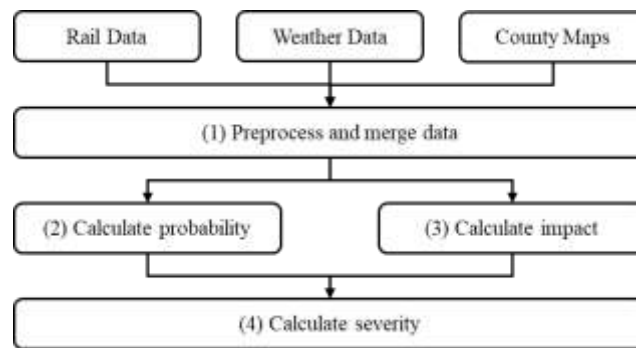 Rail Data
Weather Data
County Maps
(1) Preprocess and merge data
(2) Calculate probability
(3) Calculate impact
(4) Calculate severity